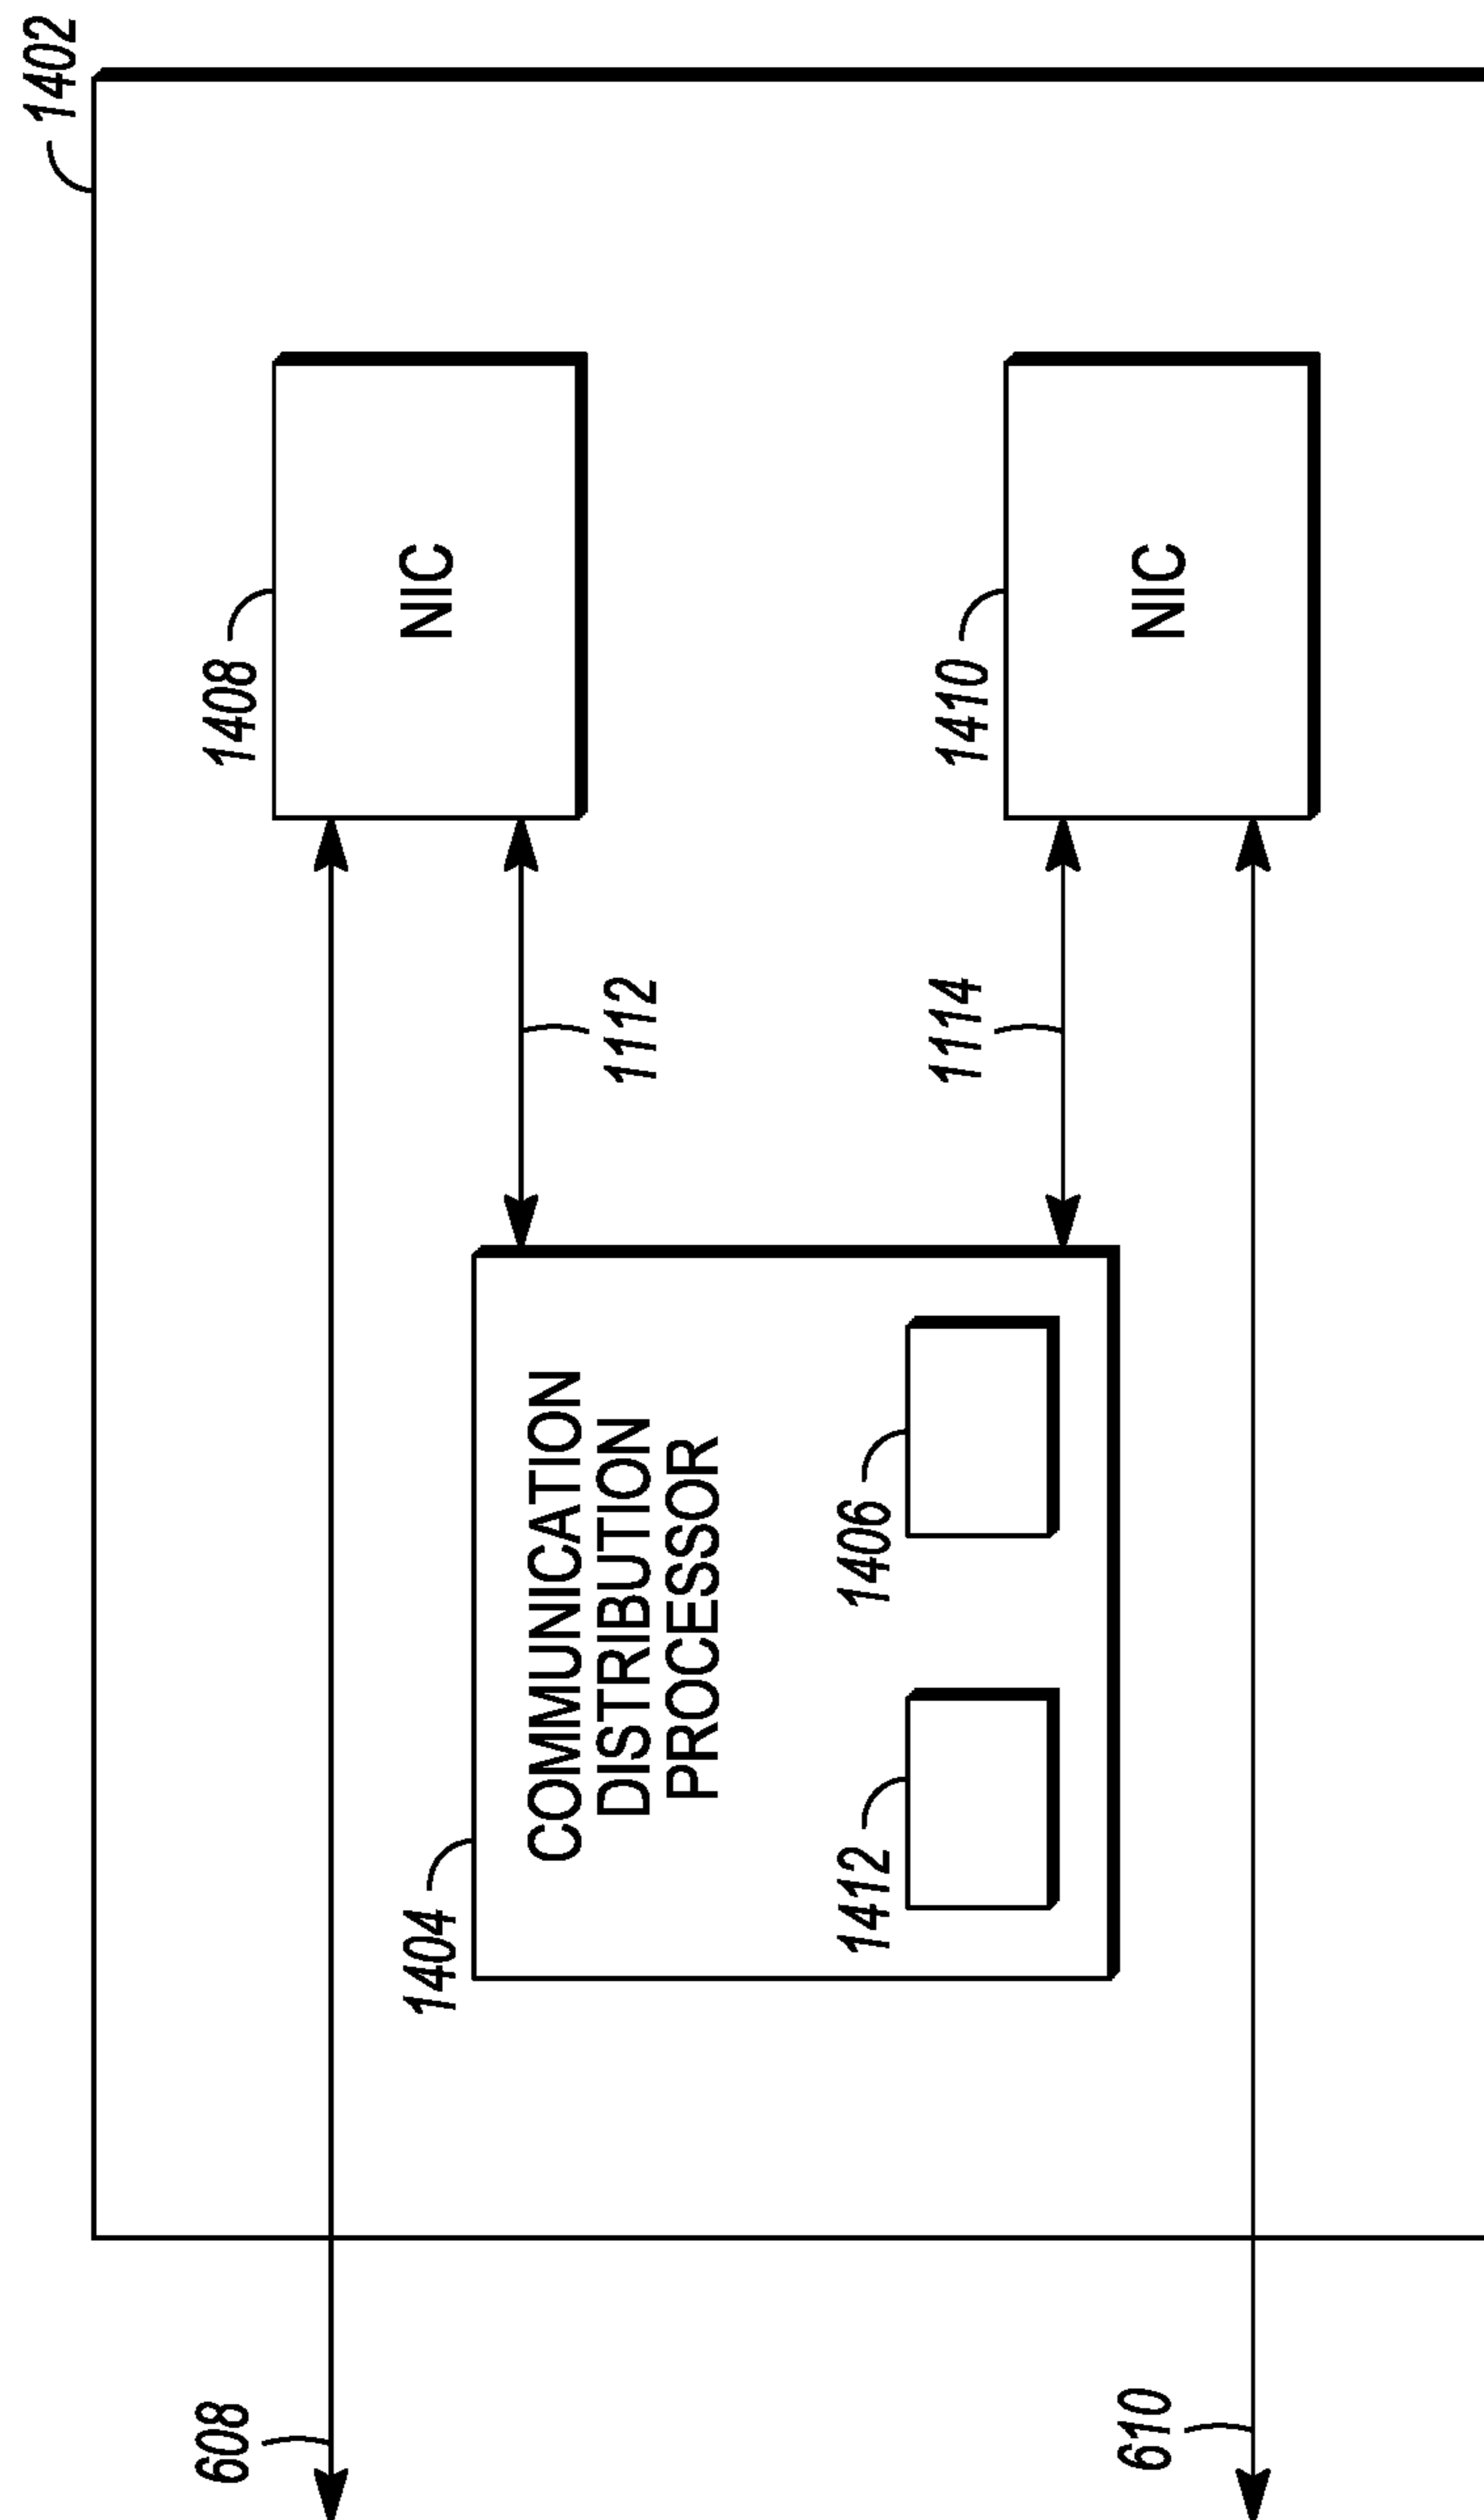 1402
608
1408
NIC
1404
COMMUNICATION
DISTRIBUTION
PROCESSOR
1112
1412
1406
1114
1410
NIC
610